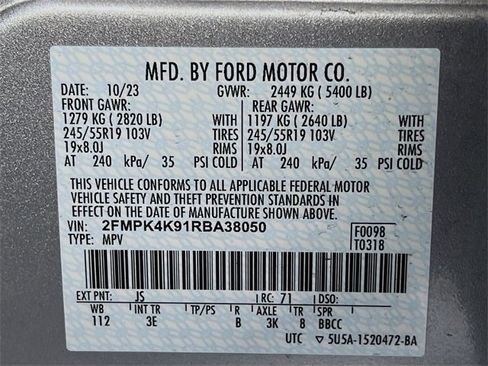 MFD. BY FORD MOTOR CO.
DATE: 10/23 GVWR: 2449 KG ( 5400 LB)
FRONT GAWR: REAR GAWR:
1279 KG ( 2820 LB) WITH 1197 KG ( 2640 LB) WITH
245/55R19 103V TIRES 245/55R19 103V TIRES
19x8.0J RIMS 19x8.0J RIMS
AT 240 kPa/ 35 PSI COLD AT 240 kPa/ 35 PSI COLD
THIS VEHICLE CONFORMS TO ALL APPLICABLE FEDERAL MOTOR
VEHICLE SAFETY AND THEFT PREVENTION STANDARDS IN
EFFECT ON THE DATE OF MANUFACTURE SHOWN ABOVE.
VIN: 2FMPK4K91RBA38050 F0098
TYPE: MPV T0318
EXT PNT: JS RC: 71 DSO:
WB INT TR TP/PS R AXLE TR SPR
112 3E B 3K 8 BBCC
UTC 5U5A-1520472-BA